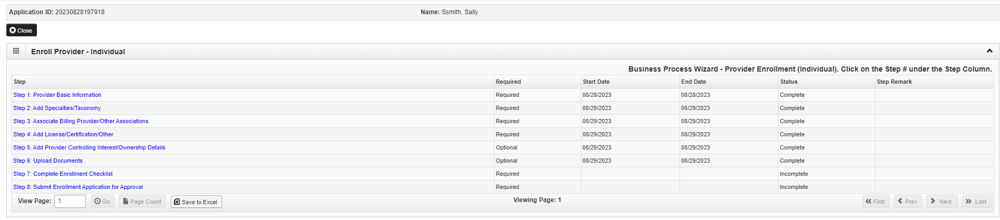 Application ID: 20230828197918 Name: Ssmith, Sally
Close
Enroll Provider - Individual
Business Process Wizard - Provider Enrollment (Individual). Click on the Step # under the Step Column.
Step Required Start Date End Date Status Step Remark
Step 1: Provider Basic Information Required 08/28/2023 08/28/2023 Complete
Step 2: Add Specialties/Taxonomy Required 08/29/2023 08/29/2023 Complete
Step 3: Associate Billing Provider/Other Associations Required 08/29/2023 08/29/2023 Complete
Step 4: Add License/Certification/Other Required 08/29/2023 08/29/2023 Complete
Step 5: Add Provider Controlling Interest/Ownership Details Optional 08/29/2023 08/29/2023 Complete
Step 6: Upload Documents Optional 08/29/2023 08/29/2023 Complete
Step 7: Complete Enrollment Checklist Required Incomplete
Step 8: Submit Enrollment Application for Approval Required Incomplete
View Page: 1 Go Page Count Save to Excel Viewing Page: 1 First Prev Next Last